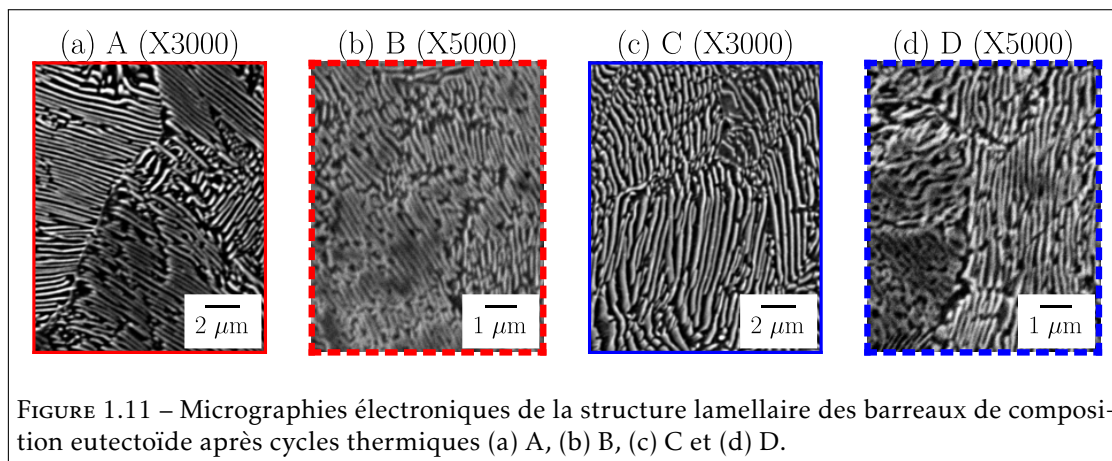 (a) A (X3000) (b) B (X5000) (c) C (X3000) (d) D (X5000)
2 µm 1 µm 2 µm 1 µm
FIGURE 1.11 – Micrographies électroniques de la structure lamellaire des barreaux de composi-
tion eutectoïde après cycles thermiques (a) A, (b) B, (c) C et (d) D.